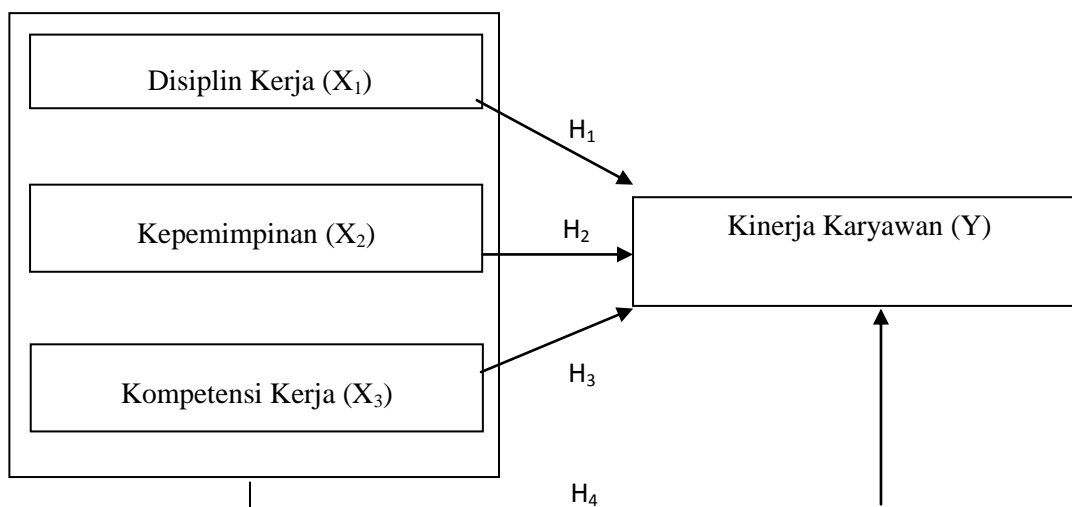 Disiplin Kerja (X₁)
H₁
Kepemimpinan (X₂)
H₂
Kinerja Karyawan (Y)
Kompetensi Kerja (X₃)
H₃
H₄